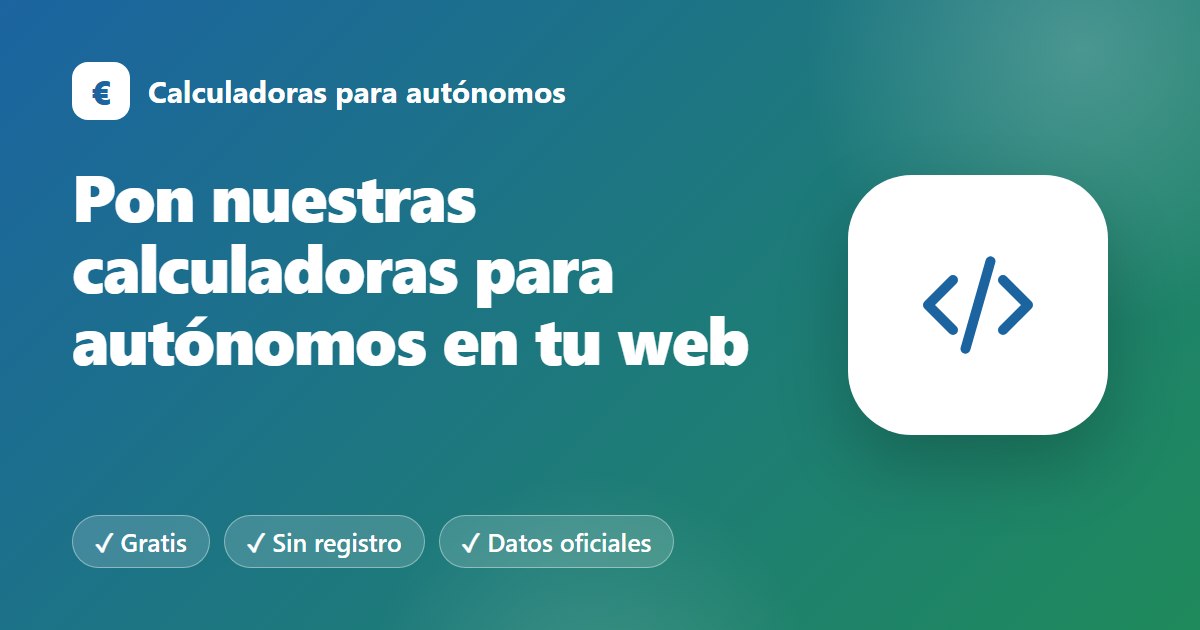 €
Calculadoras para autónomos
Pon nuestras
calculadoras para
autónomos en tu web
</>
✓ Gratis
✓ Sin registro
✓ Datos oficiales